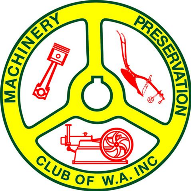 MACHINERY PRESERVATION
CLUB OF W.A. INC